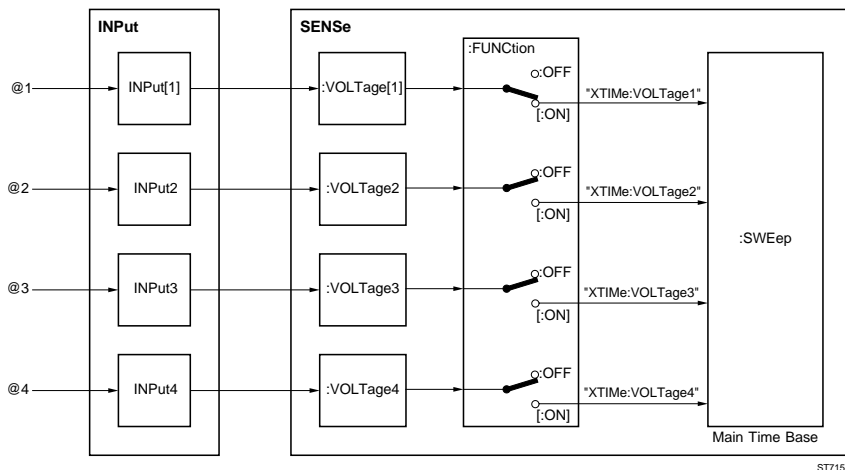 INPut
SENSe
:FUNCtion
@1
INPut[1]
:VOLTage[1]
:OFF
[:ON]
"XTIMe:VOLTage1"
@2
INPut2
:VOLTage2
:OFF
[:ON]
"XTIMe:VOLTage2"
:SWEep
@3
INPut3
:VOLTage3
:OFF
[:ON]
"XTIMe:VOLTage3"
@4
INPut4
:VOLTage4
:OFF
[:ON]
"XTIMe:VOLTage4"
Main Time Base
ST7159